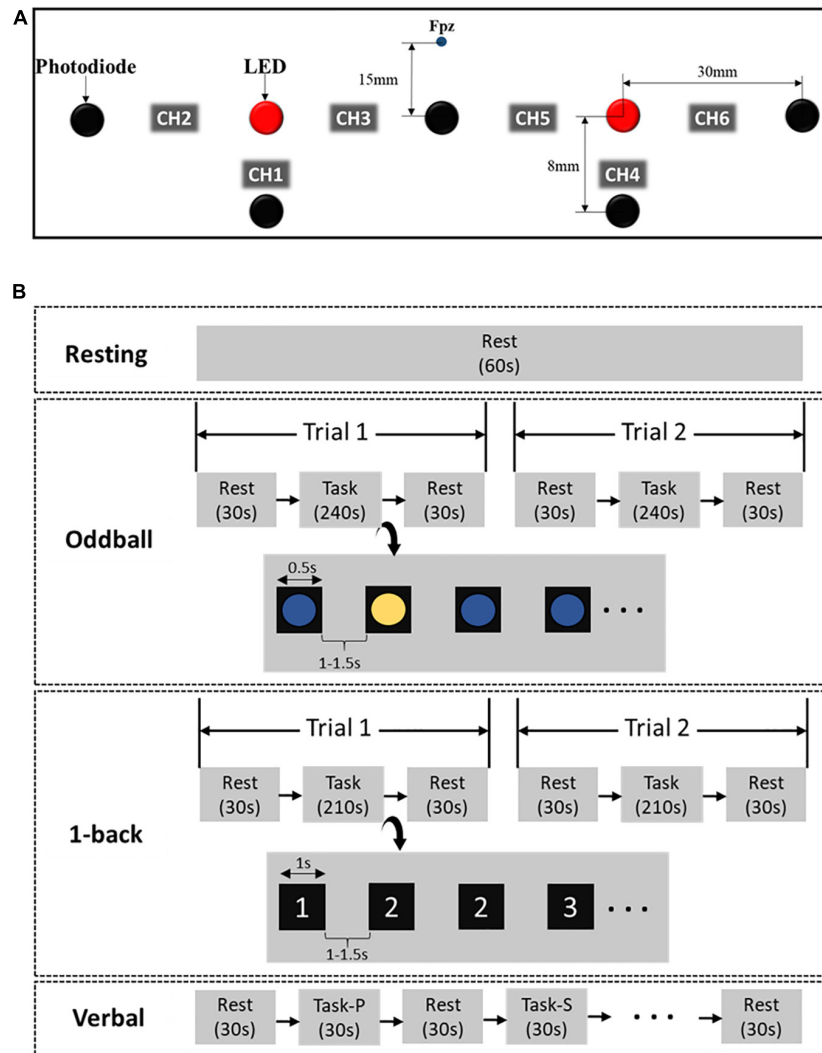 A
Fpz
Photodiode
LED
15mm
30mm
CH2
CH3
CH5
CH6
8mm
CH1
CH4
B
Resting
Rest
(60s)
Trial 1
Trial 2
Rest
(30s)
Task
(240s)
Rest
(30s)
Rest
(30s)
Task
(240s)
Rest
(30s)
Oddball
0.5s
...
1-1.5s
Trial 1
Trial 2
Rest
(30s)
Task
(210s)
Rest
(30s)
Rest
(30s)
Task
(210s)
Rest
(30s)
1-back
1s
1 2 2 3 ...
1-1.5s
Verbal
Rest
(30s)
Task-P
(30s)
Rest
(30s)
Task-S
(30s)
...
Rest
(30s)